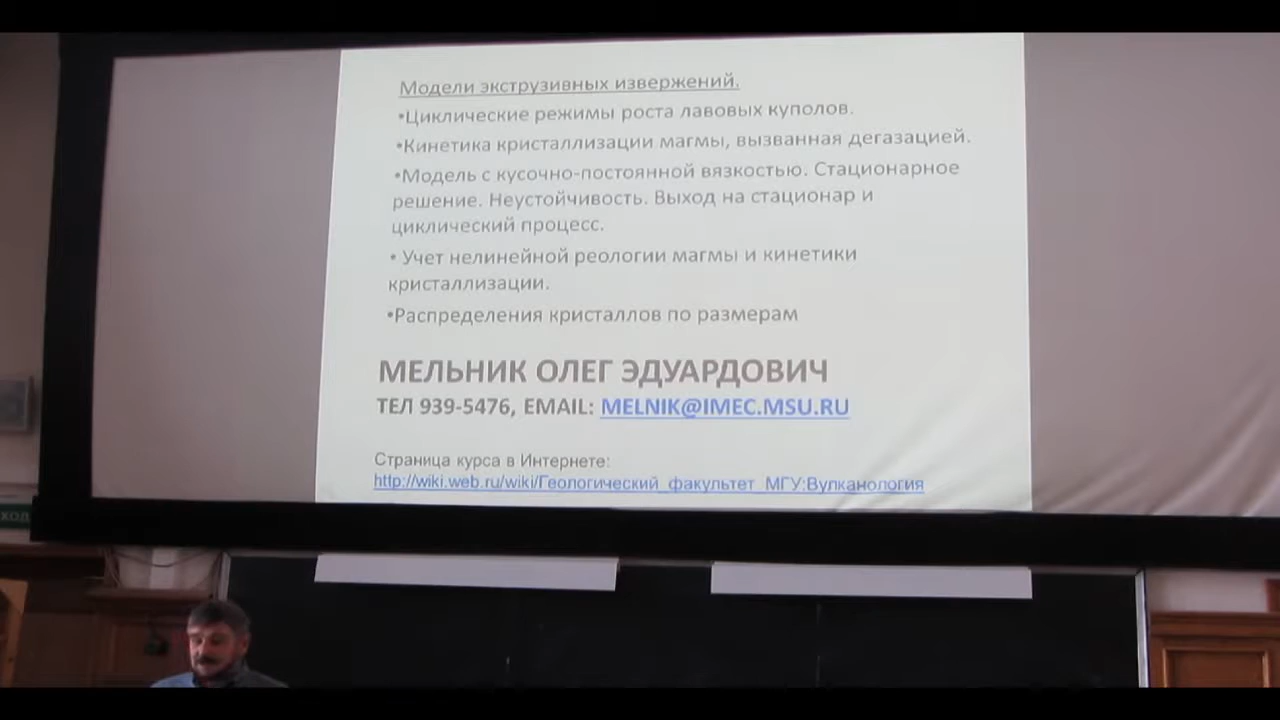 Модели экструзивных извержений.
•Циклические режимы роста лавовых куполов.
•Кинетика кристаллизации магмы, вызванная дегазацией.
•Модель с кусочно-постоянной вязкостью. Стационарное
решение. Неустойчивость. Выход на стационар и
циклический процесс.
• Учет нелинейной реологии магмы и кинетики
кристаллизации.
•Распределения кристаллов по размерам
МЕЛЬНИК ОЛЕГ ЭДУАРДОВИЧ
ТЕЛ 939-5476, EMAIL: MELNIK@IMEC.MSU.RU
Страница курса в Интернете:
http://wiki.web.ru/wiki/Геологический_факультет_МГУ:Вулканология
ХОД